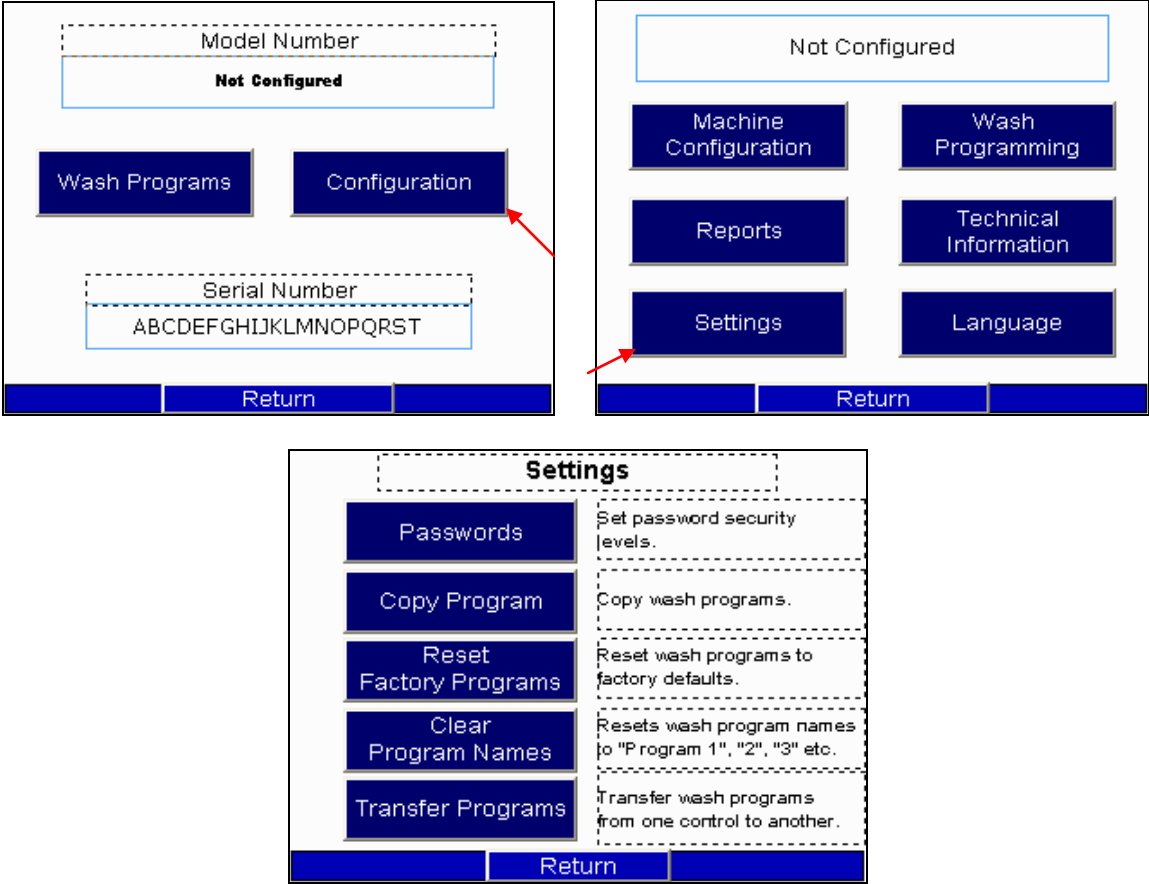 Model Number
Not Configured
Wash Programs
Configuration
Serial Number
ABCDEFGHIJKLMNOPQRST
Return
Not Configured
Machine
Configuration
Wash
Programming
Reports
Technical
Information
Settings
Language
Return
Settings
Passwords
Set password security
levels.
Copy Program
Copy wash programs.
Reset
Factory Programs
Reset wash programs to
factory defaults.
Clear
Program Names
Resets wash program names
to "Program 1", "2", "3" etc.
Transfer Programs
Transfer wash programs
from one control to another.
Return